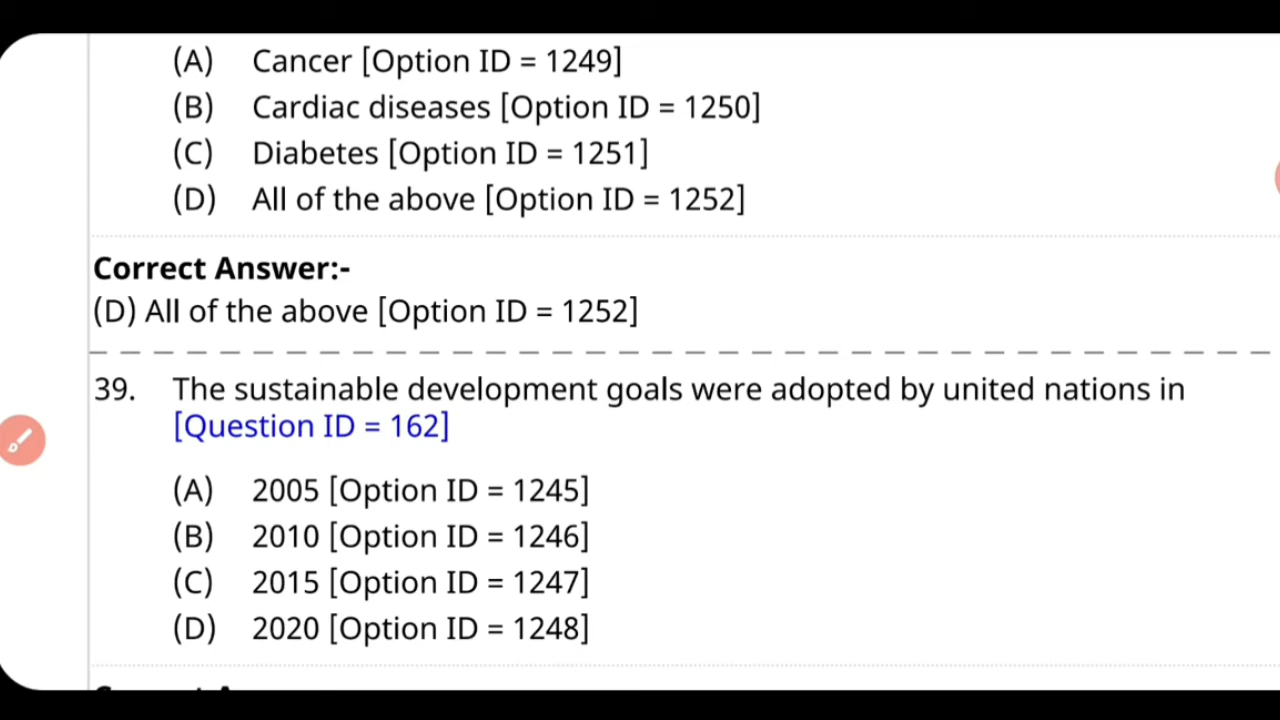 (A) Cancer [Option ID = 1249]
(B) Cardiac diseases [Option ID = 1250]
(C) Diabetes [Option ID = 1251]
(D) All of the above [Option ID = 1252]
Correct Answer:-
(D) All of the above [Option ID = 1252]
39. The sustainable development goals were adopted by united nations in
[Question ID = 162]
(A) 2005 [Option ID = 1245]
(B) 2010 [Option ID = 1246]
(C) 2015 [Option ID = 1247]
(D) 2020 [Option ID = 1248]